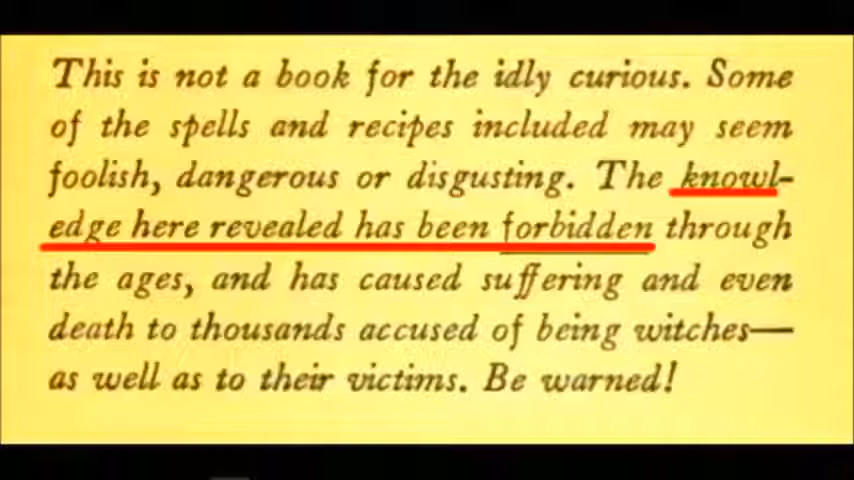 This is not a book for the idly curious. Some
of the spells and recipes included may seem
foolish, dangerous or disgusting. The knowl-
edge here revealed has been forbidden through
the ages, and has caused suffering and even
death to thousands accused of being witches—
as well as to their victims. Be warned!